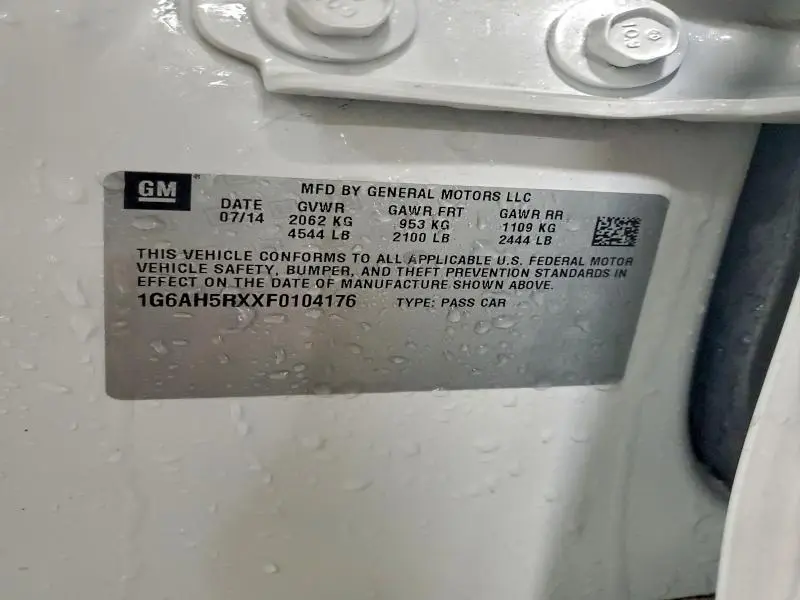 GM
MFD BY GENERAL MOTORS LLC
DATE GVWR GAWR FRT GAWR RR
07/14 2062 KG 953 KG 1109 KG
4544 LB 2100 LB 2444 LB
THIS VEHICLE CONFORMS TO ALL APPLICABLE U.S. FEDERAL MOTOR
VEHICLE SAFETY, BUMPER, AND THEFT PREVENTION STANDARDS IN
EFFECT ON THE DATE OF MANUFACTURE SHOWN ABOVE.
1G6AH5RXXF0104176 TYPE: PASS CAR